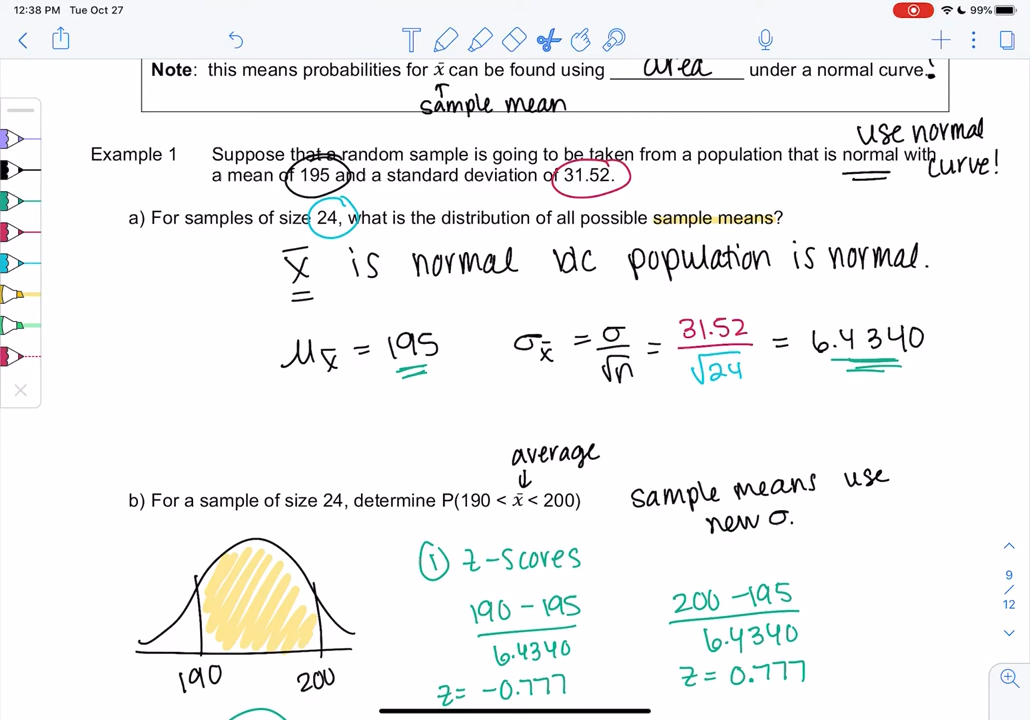 12:38 PM Tue Oct 27
99%
Note: this means probabilities for x̄ can be found using area under a normal curve.!
↑
sample mean
use normal
curve!
Example 1 Suppose that a random sample is going to be taken from a population that is normal with
a mean of 195 and a standard deviation of 31.52.
a) For samples of size 24, what is the distribution of all possible sample means?
x̄ is normal b/c population is normal.
μx̄ = 195 σx̄ = σ/√n = 31.52/√24 = 6.4340
average
↓
b) For a sample of size 24, determine P(190 < x̄ < 200)
sample means use
new σ.
① z-scores
190 - 195
6.4340
z = -0.777
200 - 195
6.4340
z = 0.777
190 200
9
/
12